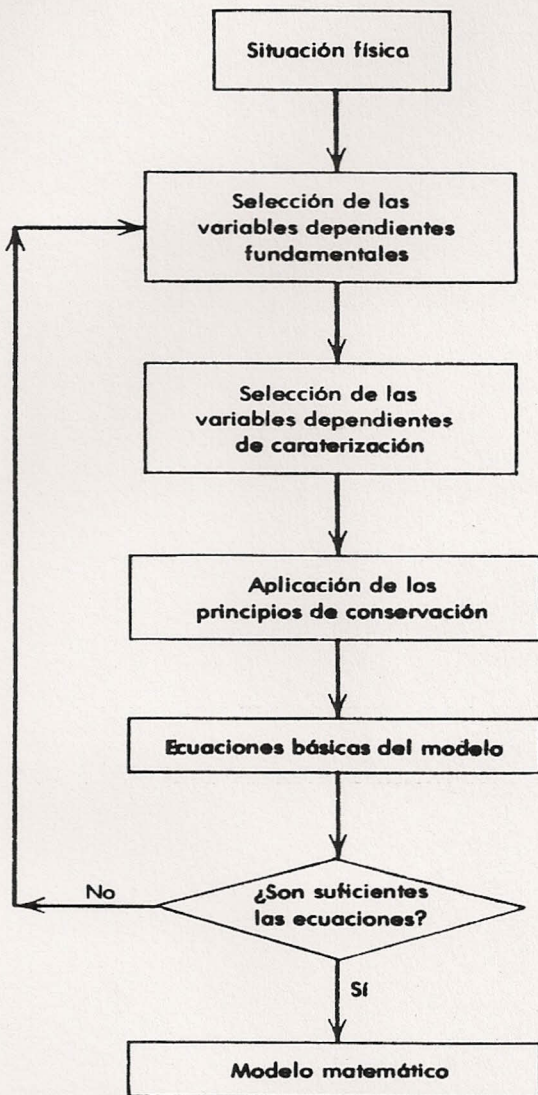 Situación física
Selección de las
variables dependientes
fundamentales
Selección de las
variables dependientes
de caraterización
Aplicación de los
principios de conservación
Ecuaciones básicas del modelo
¿Son suficientes
las ecuaciones?
No
Sí
Modelo matemático